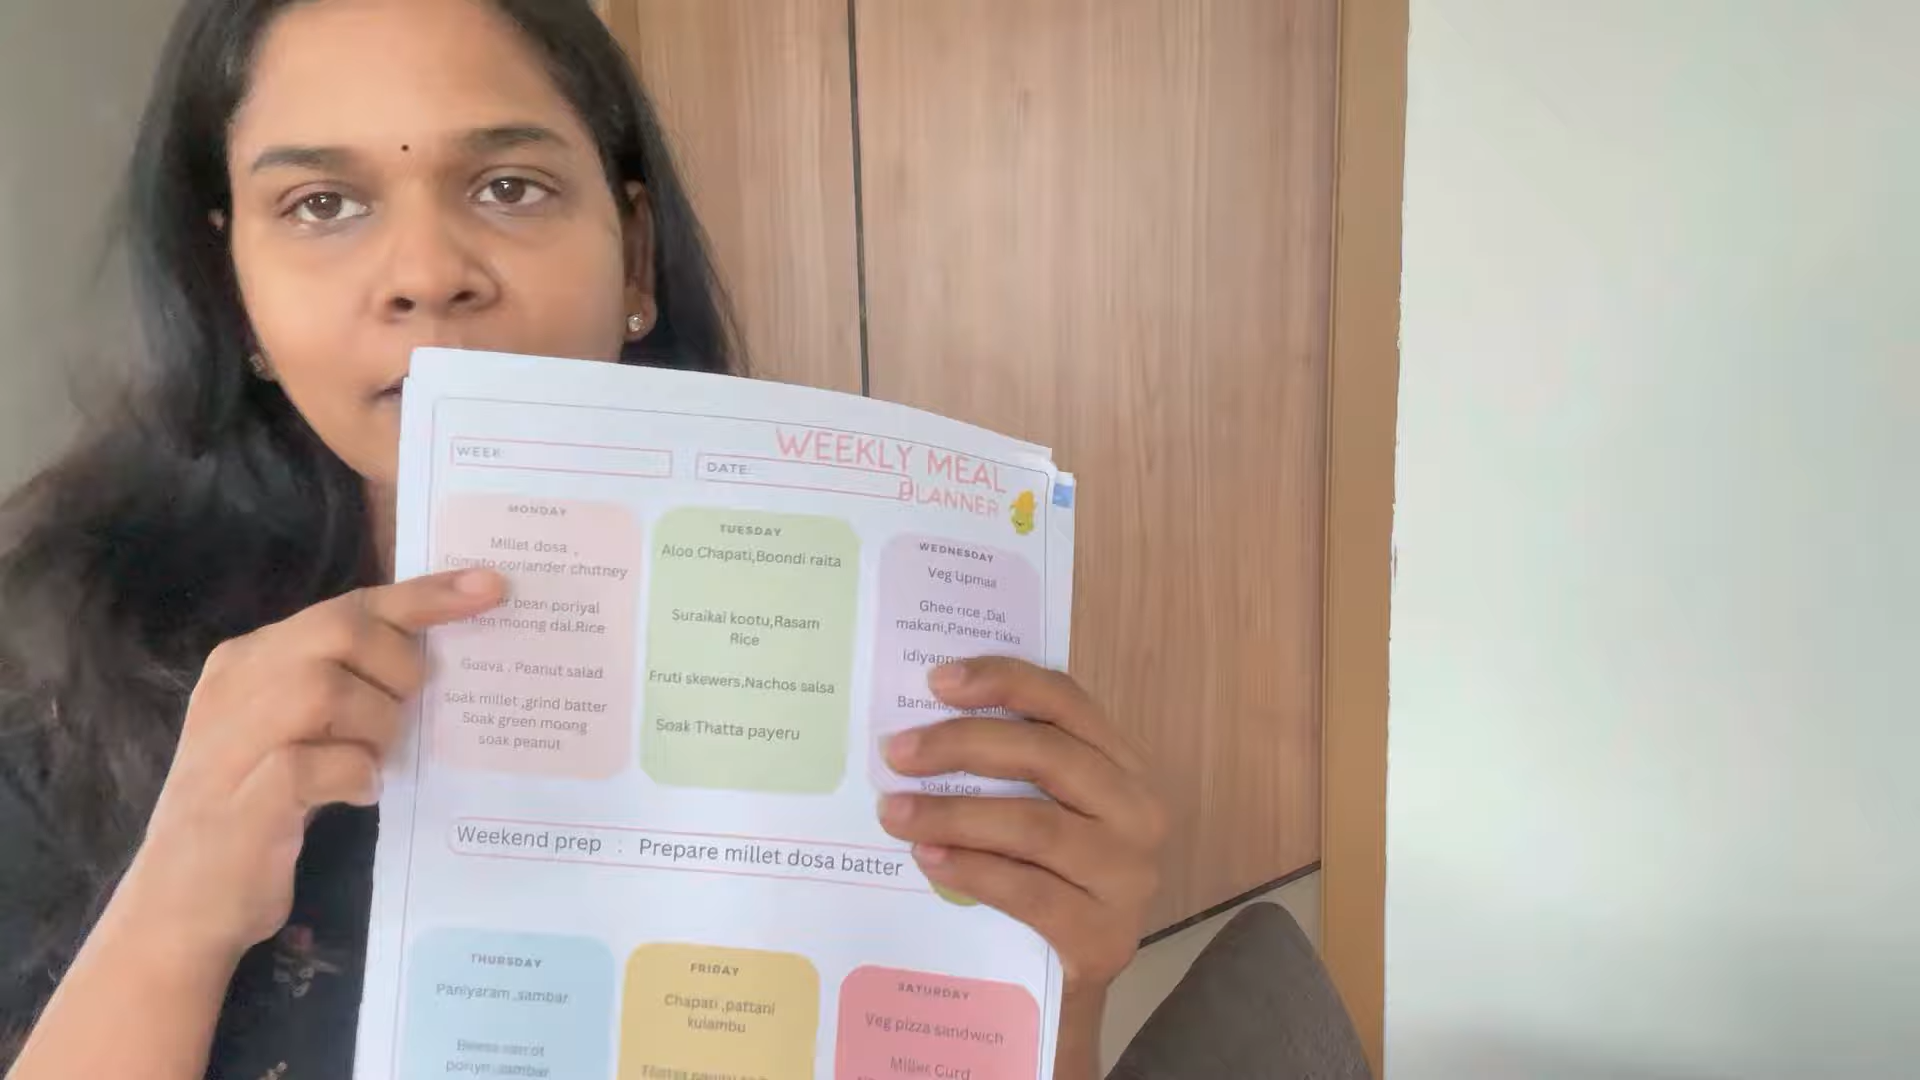 WEEKLY MEAL
PLANNER
WEEK
DATE
MONDAY
Millet dosa ,
Tomato coriander chutney
bean poriyal
moong dal,Rice
Guava , Peanut salad
soak millet ,grind batter
Soak green moong
soak peanut
TUESDAY
Aloo Chapati,Boondi raita
Suraikai kootu,Rasam
Rice
Fruti skewers,Nachos salsa
Soak Thatta payeru
WEDNESDAY
Veg Upmaa
Ghee rice ,Dal
makani,Paneer tikka
soak rice
Weekend prep : Prepare millet dosa batter
THURSDAY
Paniyaram ,sambar
FRIDAY
Chapati ,pattani
kulambu
SATURDAY
Veg pizza sandwich
Millet Curd